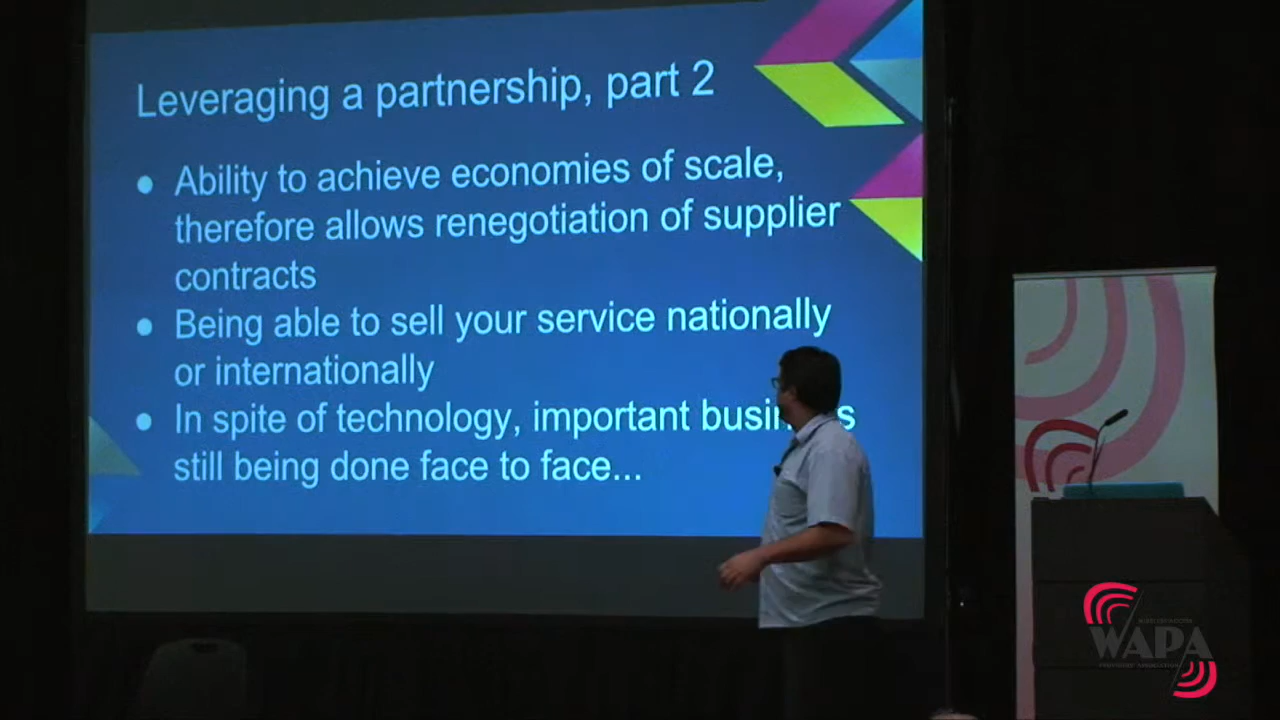 Leveraging a partnership, part 2
● Ability to achieve economies of scale,
therefore allows renegotiation of supplier
contracts
● Being able to sell your service nationally
or internationally
● In spite of technology, important
still being done face to face...
WAPA